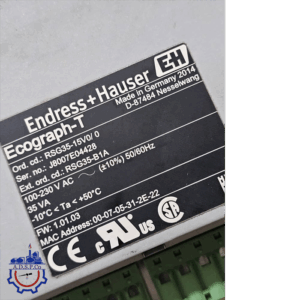 Endress+Hauser EH
Made in Germany 2014
D-87484 Nesselwang
Ecograph-T
Ord. cd.: RSG35-15V0/ 0
Ser. no.: J8007E04428
Ext. ord. cd.: RSG35-B1A
100-230 V AC ~ (±10%) 50/60Hz
35 VA
-10°C < Ta < +50°C
FW: 1.01.03
MAC Address: 00-07-05-31-2E-22